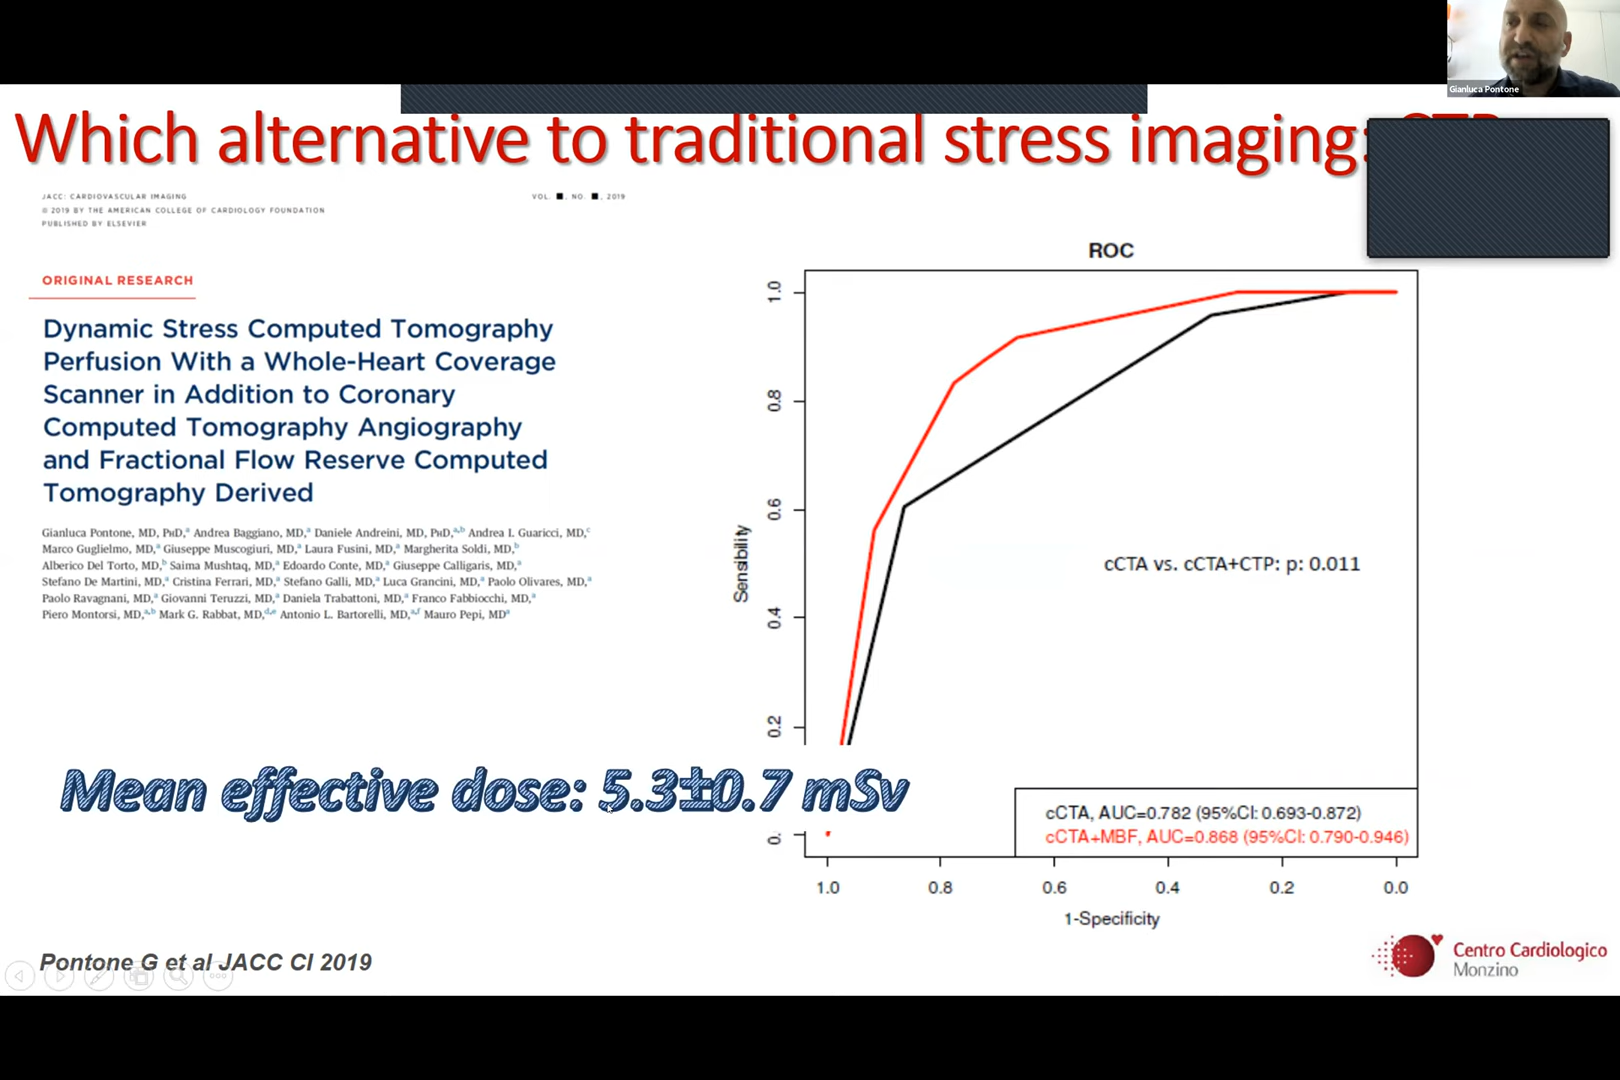 Gianluca Pontone
Which alternative to traditional stress imaging:
JACC: CARDIOVASCULAR IMAGING
VOL. ■, NO. ■, 2019
© 2019 BY THE AMERICAN COLLEGE OF CARDIOLOGY FOUNDATION
PUBLISHED BY ELSEVIER
ORIGINAL RESEARCH
Dynamic Stress Computed Tomography
Perfusion With a Whole-Heart Coverage
Scanner in Addition to Coronary
Computed Tomography Angiography
and Fractional Flow Reserve Computed
Tomography Derived
Gianluca Pontone, MD, PhD,a Andrea Baggiano, MD,a Daniele Andreini, MD, PhD,a,b Andrea I. Guaricci, MD,c
Marco Guglielmo, MD,a Giuseppe Muscogiuri, MD,a Laura Fusini, MD,a Margherita Soldi, MD,b
Alberico Del Torto, MD,b Saima Mushtaq, MD,a Edoardo Conte, MD,a Giuseppe Calligaris, MD,a
Stefano De Martini, MD,a Cristina Ferrari, MD,a Stefano Galli, MD,a Luca Grancini, MD,a Paolo Olivares, MD,a
Paolo Ravagnani, MD,a Giovanni Teruzzi, MD,a Daniela Trabattoni, MD,a Franco Fabbiocchi, MD,a
Piero Montorsi, MD,a,b Mark G. Rabbat, MD,d,e Antonio L. Bartorelli, MD,a,f Mauro Pepi, MDa
Mean effective dose: 5.3±0.7 mSv
ROC
1.0
0.8
0.6
0.4
0.2
0.
Sensibility
cCTA vs. cCTA+CTP: p: 0.011
cCTA, AUC=0.782 (95%CI: 0.693-0.872)
cCTA+MBF, AUC=0.868 (95%CI: 0.790-0.946)
1.0 0.8 0.6 0.4 0.2 0.0
1-Specificity
Pontone G et al JACC CI 2019
Centro Cardiologico
Monzino